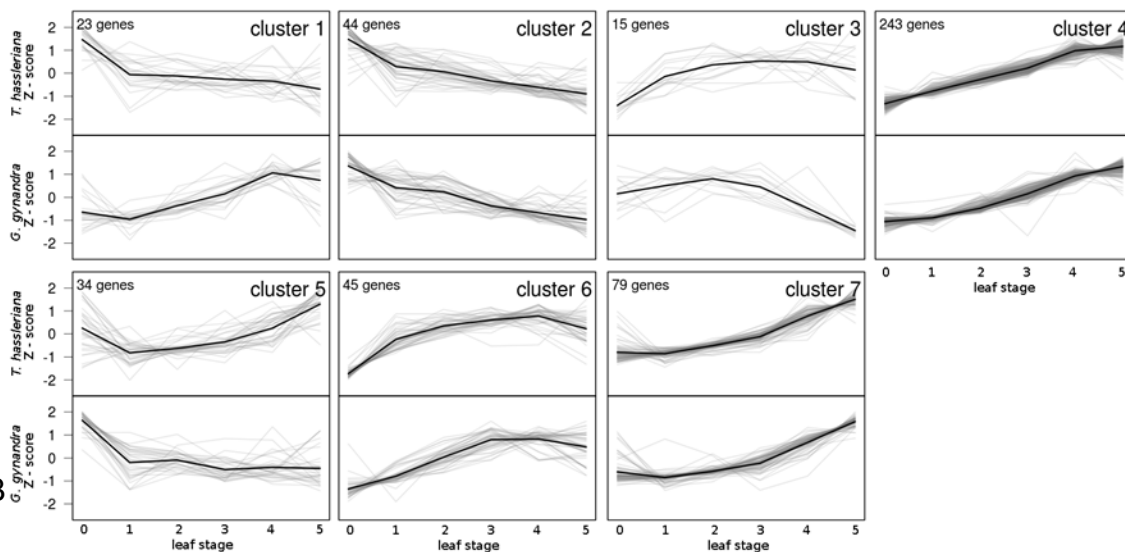 23 genes cluster 1
44 genes cluster 2
15 genes cluster 3
243 genes cluster 4
T. hassleriana
Z - score
2
1
0
-1
-2
G. gynandra
Z - score
2
1
0
-1
-2
0 1 2 3 4 5
leaf stage
34 genes cluster 5
45 genes cluster 6
79 genes cluster 7
T. hassleriana
Z - score
2
1
0
-1
-2
G. gynandra
Z - score
2
1
0
-1
-2
0 1 2 3 4 5
leaf stage
0 1 2 3 4 5
leaf stage
0 1 2 3 4 5
leaf stage